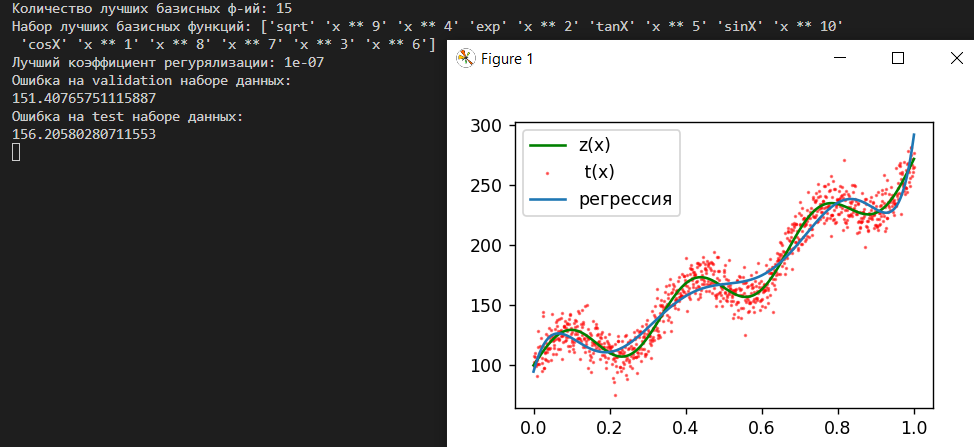 Количество лучших базисных ф-ий: 15
Набор лучших базисных функций: ['sqrt' 'x ** 9' 'x ** 4' 'exp' 'x ** 2' 'tanX' 'x ** 5' 'sinX' 'x ** 10'
'cosX' 'x ** 1' 'x ** 8' 'x ** 7' 'x ** 3' 'x ** 6']
Лучший коэффициент регурялизации: 1e-07
Ошибка на validation наборе данных:
151.40765751115887
Ошибка на test наборе данных:
156.20580280711553
Figure 1
z(x)
t(x)
регрессия
300
250
200
150
100
0.0 0.2 0.4 0.6 0.8 1.0